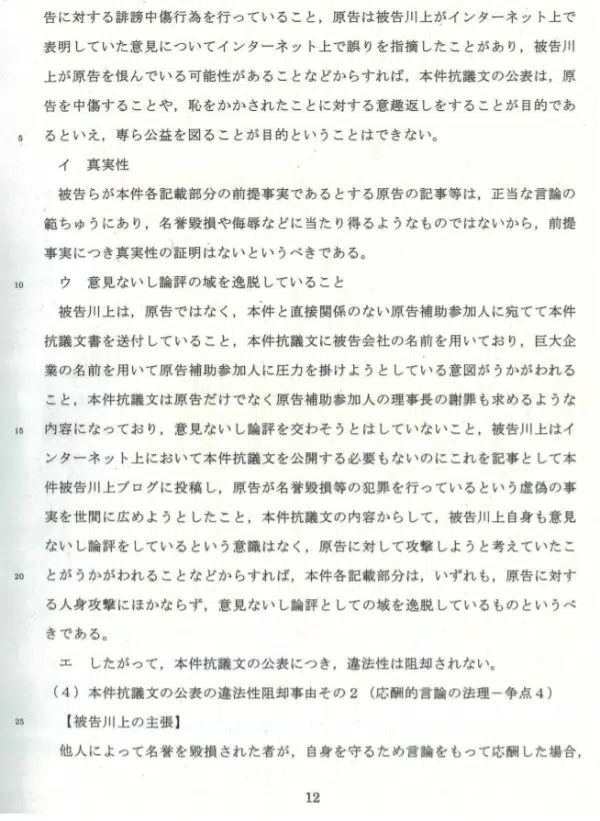 告に対する誹謗中傷行為を行っていること，原告は被告川上がインターネット上で
表明していた意見についてインターネット上で誤りを指摘したことがあり，被告川
上が原告を恨んでいる可能性があることなどからすれば，本件抗議文の公表は，原
告を中傷することや，恥をかかされたことに対する意趣返しをすることが目的であ
5 るといえ，専ら公益を図ることが目的ということはできない。
イ　真実性
被告らが本件各記載部分の前提事実であるとする原告の記事等は，正当な言論の
範ちゅうにあり，名誉毀損や侮辱などに当たり得るようなものではないから，前提
事実につき真実性の証明はないというべきである。
10 ウ　意見ないし論評の域を逸脱していること
被告川上は，原告ではなく，本件と直接関係のない原告補助参加人に宛てて本件
抗議文書を送付していること，本件抗議文に被告会社の名前を用いており，巨大企
業の名前を用いて原告補助参加人に圧力を掛けようとしている意図がうかがわれる
こと，本件抗議文は原告だけでなく原告補助参加人の理事長の謝罪も求めるような
15 内容になっており，意見ないし論評を交わそうとはしていないこと，被告川上はイ
ンターネット上において本件抗議文を公開する必要もないのにこれを記事として本
件被告川上ブログに投稿し，原告が名誉毀損等の犯罪を行っているという虚偽の事
実を世間に広めようとしたこと，本件抗議文の内容からして，被告川上自身も意見
ないし論評をしているという意識はなく，原告に対して攻撃しようと考えていたこ
20 とがうかがわれることなどからすれば，本件各記載部分は，いずれも，原告に対す
る人身攻撃にほかならず，意見ないし論評としての域を逸脱しているものというべ
きである。
エ　したがって，本件抗議文の公表につき，違法性は阻却されない。
（4）本件抗議文の公表の違法性阻却事由その２（応酬的言論の法理－争点４）
25 【被告川上の主張】
他人によって名誉を毀損された者が，自身を守るため言論をもって応酬した場合，
12